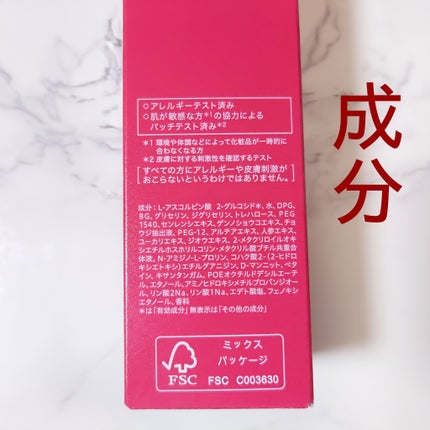 ○アレルギーテスト済み
○肌が敏感な方*1の協力による
パッチテスト済み*2
*1 環境や体調などによって化粧品が一時的に
合わなくなる方
*2 皮膚に対する刺激性を確認するテスト
[すべての方にアレルギーや皮膚刺激が
おこらないというわけではありません。]
成分：L-アスコルビン酸 2-グルコシド*、水、DPG、
BG、グリセリン、ジグリセリン、トレハロース、PEG
1540、センレンシエキス、ゲンノショウコエキス、チョ
ウジ抽出液、PEG-12、アルテアエキス、人参エキス、
ユーカリエキス、ジオウエキス、2-メタクリロイルオキ
シエチルホスホリルコリン・メタクリル酸ブチル共重合
体液、N-アミジノ-L-プロリン、コハク酸2-(2-ヒドロ
キシエトキシ)エチルグアニジン、D-マンニット、ベタ
イン、キサンタンガム、POEオクチルドデシルエーテ
ル、エタノール、アミノヒドロキシメチルプロパンジオー
ル、リン酸2Na、リン酸1Na、エデト酸塩、フェノキシ
エタノール、香料
*は「有効成分」無表示は「その他の成分」
成分
FSC
ミックス
パッケージ
FSC C003630